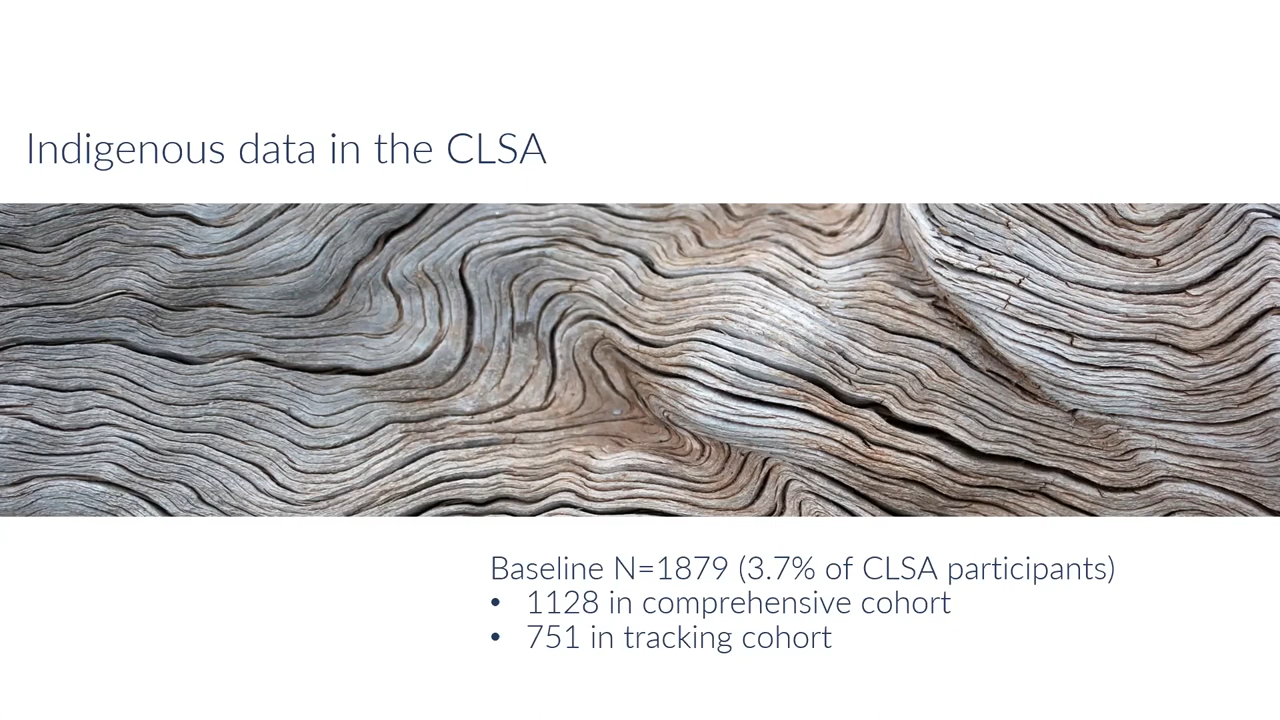 Indigenous data in the CLSA
Baseline N=1879 (3.7% of CLSA participants)
• 1128 in comprehensive cohort
• 751 in tracking cohort